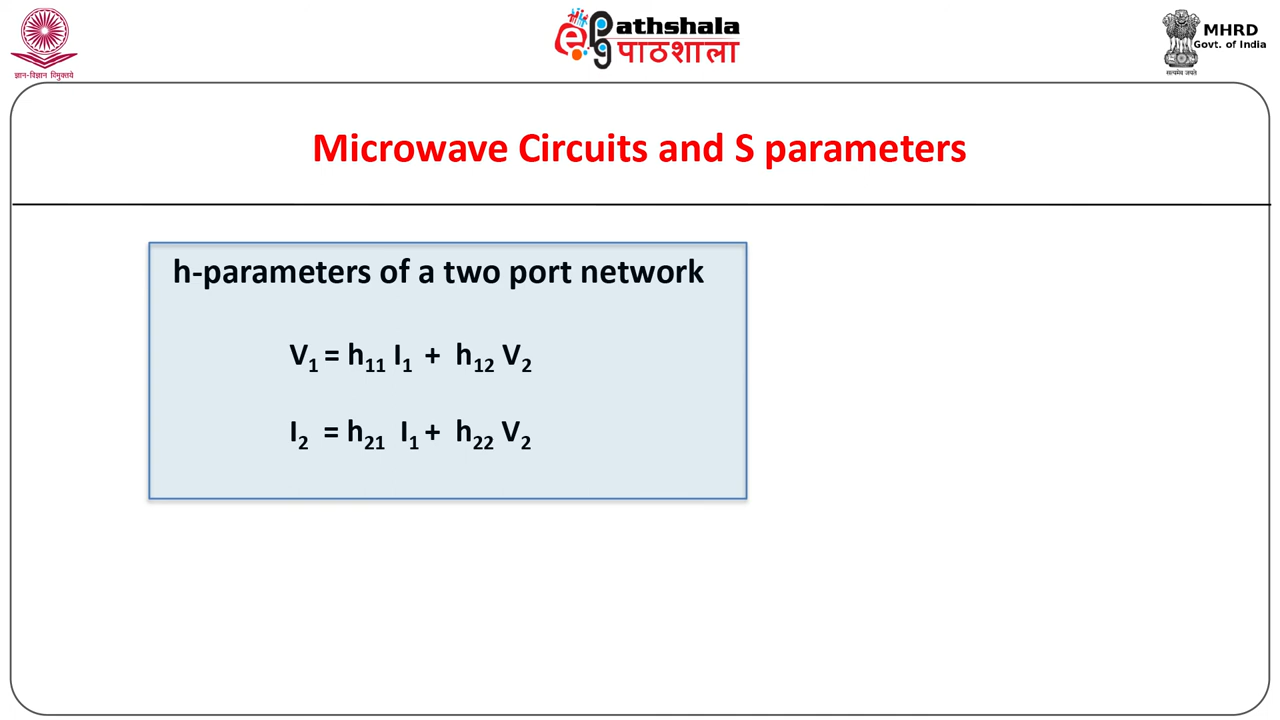 ज्ञान-विज्ञान विमुक्तये
ePathshala
पाठशाला
MHRD
Govt. of India
सत्यमेव जयते
Microwave Circuits and S parameters
h-parameters of a two port network
V₁ = h₁₁ I₁ + h₁₂ V₂
I₂ = h₂₁ I₁ + h₂₂ V₂